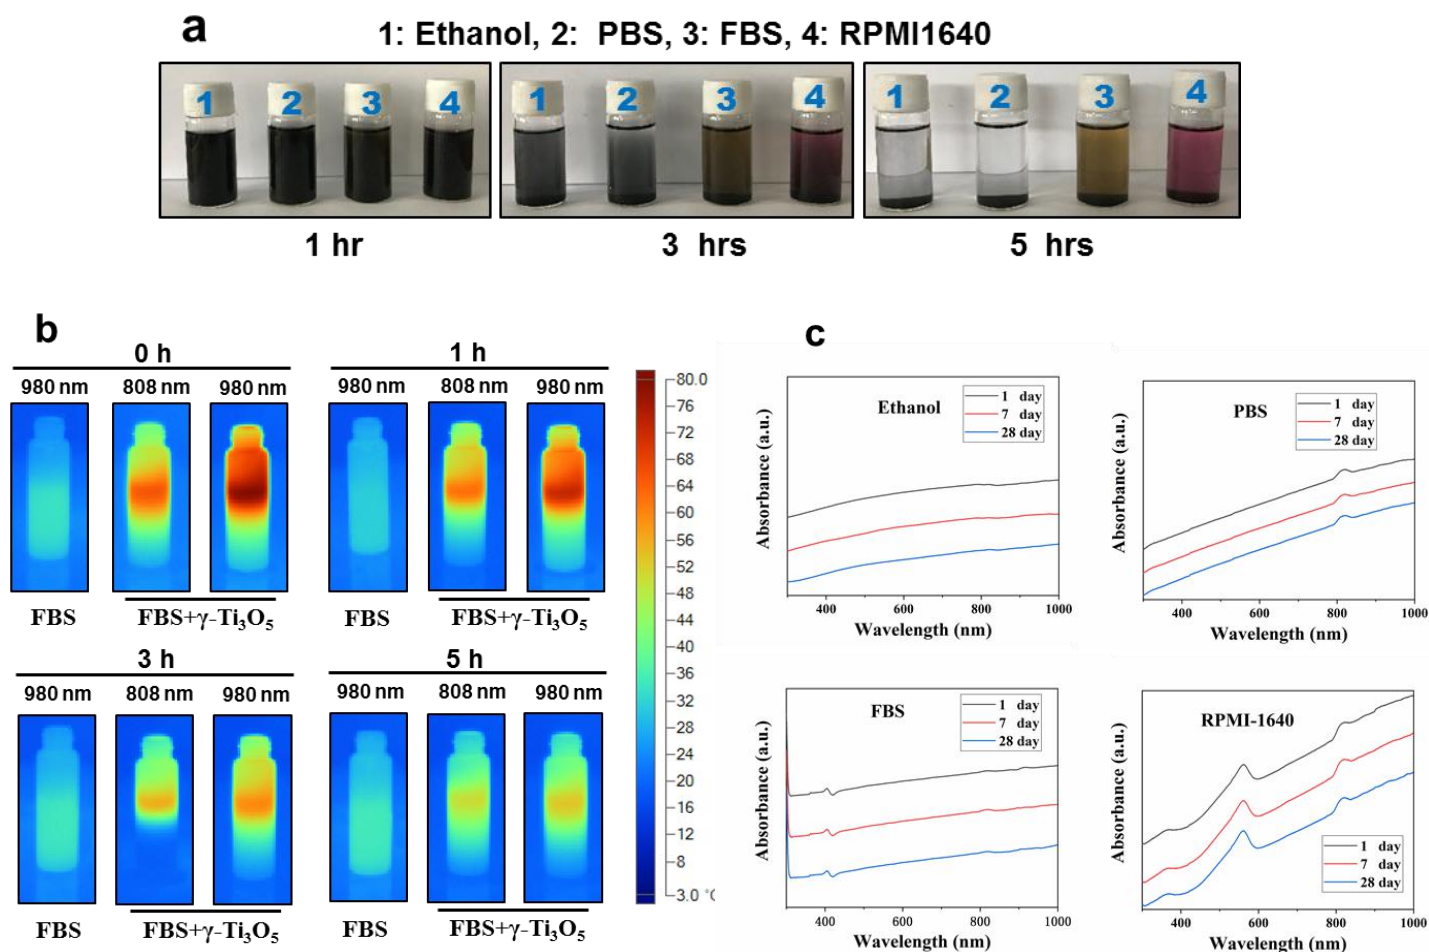 a
1: Ethanol, 2: PBS, 3: FBS, 4: RPMI1640
1 2 3 4
1 2 3 4
1 2 3 4
1 hr
3 hrs
5 hrs
b
0 h
980 nm 808 nm 980 nm
FBS
FBS+γ-Ti₃O₅
1 h
980 nm 808 nm 980 nm
FBS
FBS+γ-Ti₃O₅
3 h
980 nm 808 nm 980 nm
FBS
FBS+γ-Ti₃O₅
5 h
980 nm 808 nm 980 nm
FBS
FBS+γ-Ti₃O₅
80.0
76
72
68
64
60
56
52
48
44
40
36
32
28
24
20
16
12
8
3.0 °C
c
Ethanol
1 day
7 day
28 day
Absorbance (a.u.)
400 600 800 1000
Wavelength (nm)
PBS
1 day
7 day
28 day
Absorbance (a.u.)
400 600 800 1000
Wavelength (nm)
FBS
1 day
7 day
28 day
Absorbance (a.u.)
400 600 800 1000
Wavelength (nm)
RPMI-1640
1 day
7 day
28 day
Absorbance (a.u.)
400 600 800 1000
Wavelength (nm)